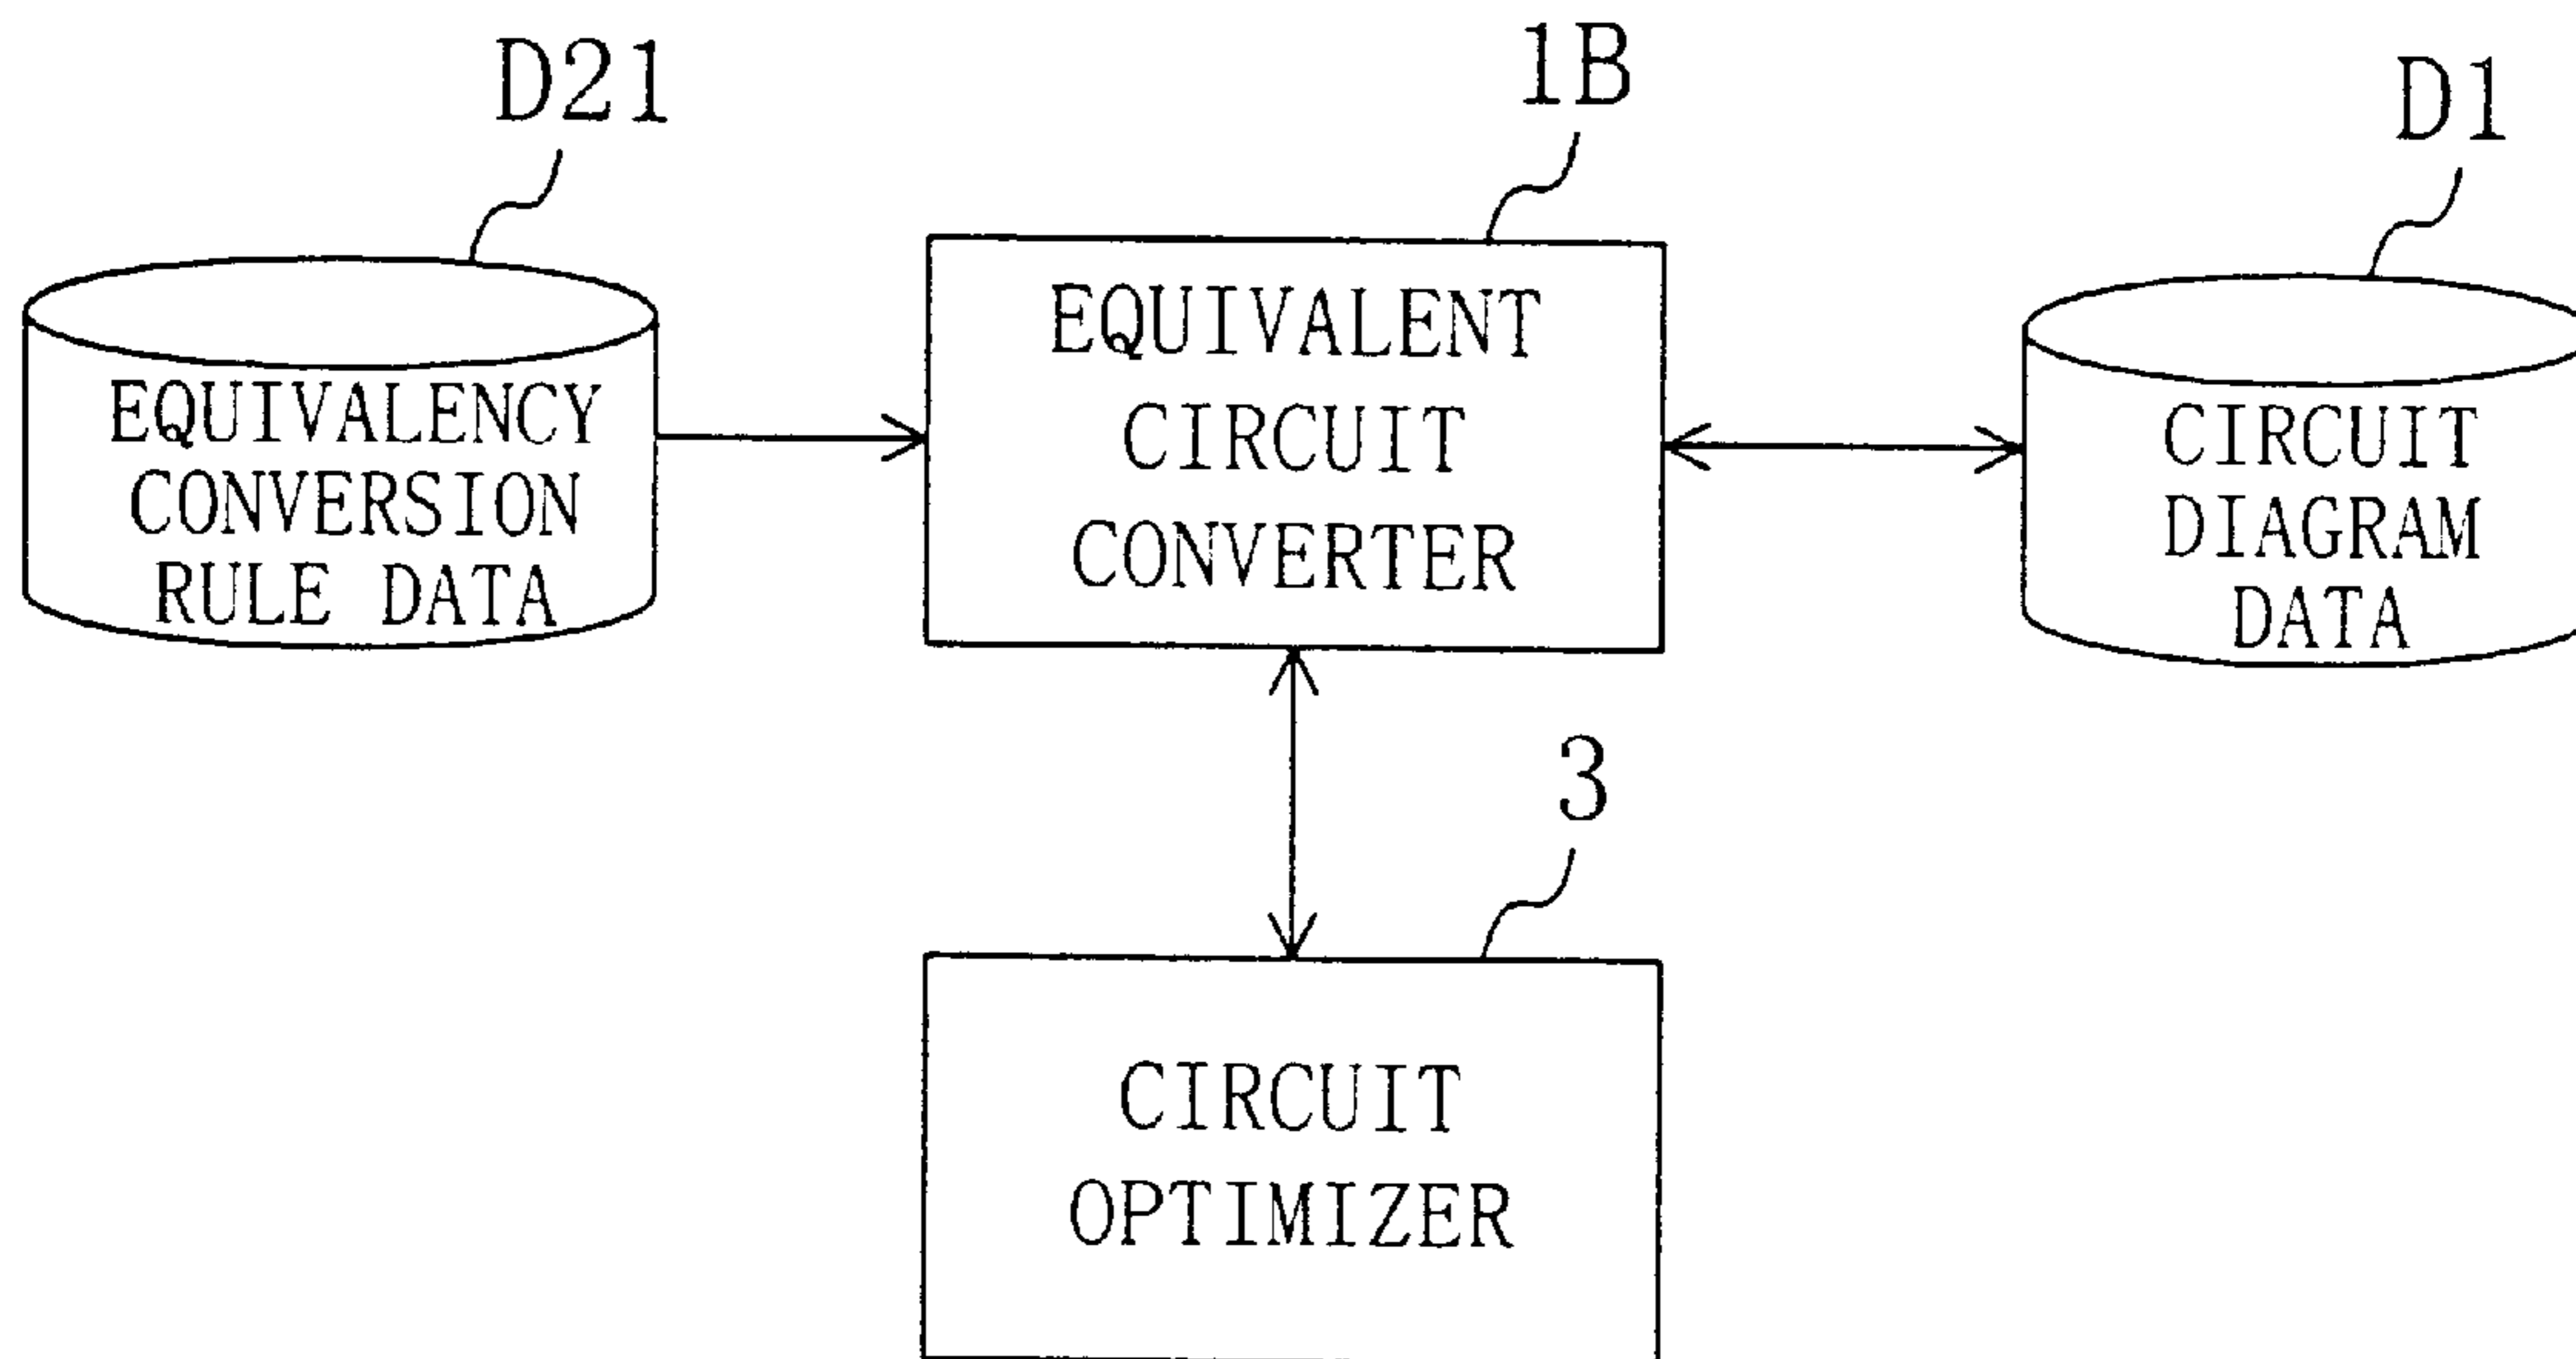 D21
1B
D1
EQUIVALENCY
CONVERSION
RULE DATA
EQUIVALENT
CIRCUIT
CONVERTER
CIRCUIT
DIAGRAM
DATA
3
CIRCUIT
OPTIMIZER